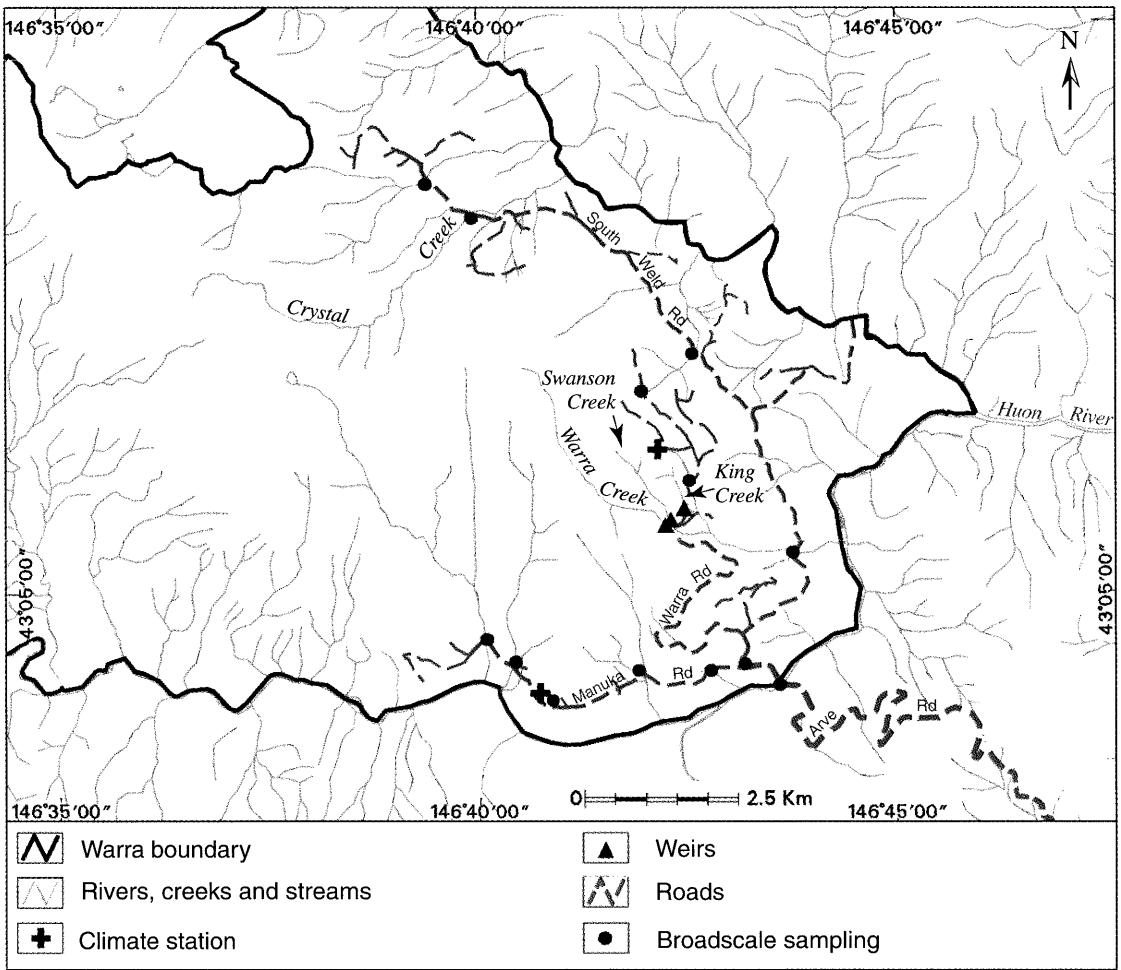 146°35'00" 146°40'00" 146°45'00"
N
South
Creek
Weld
Crystal
Rd
Swanson
Creek
Huon River
Warra
King
Creek
Creek
43°05'00"
43°05'00"
Rd
Warra
Manuka Rd
Arve Rd
0 2.5 Km
146°35'00" 146°40'00" 146°45'00"
Warra boundary
Weirs
Rivers, creeks and streams
Roads
Climate station
Broadscale sampling